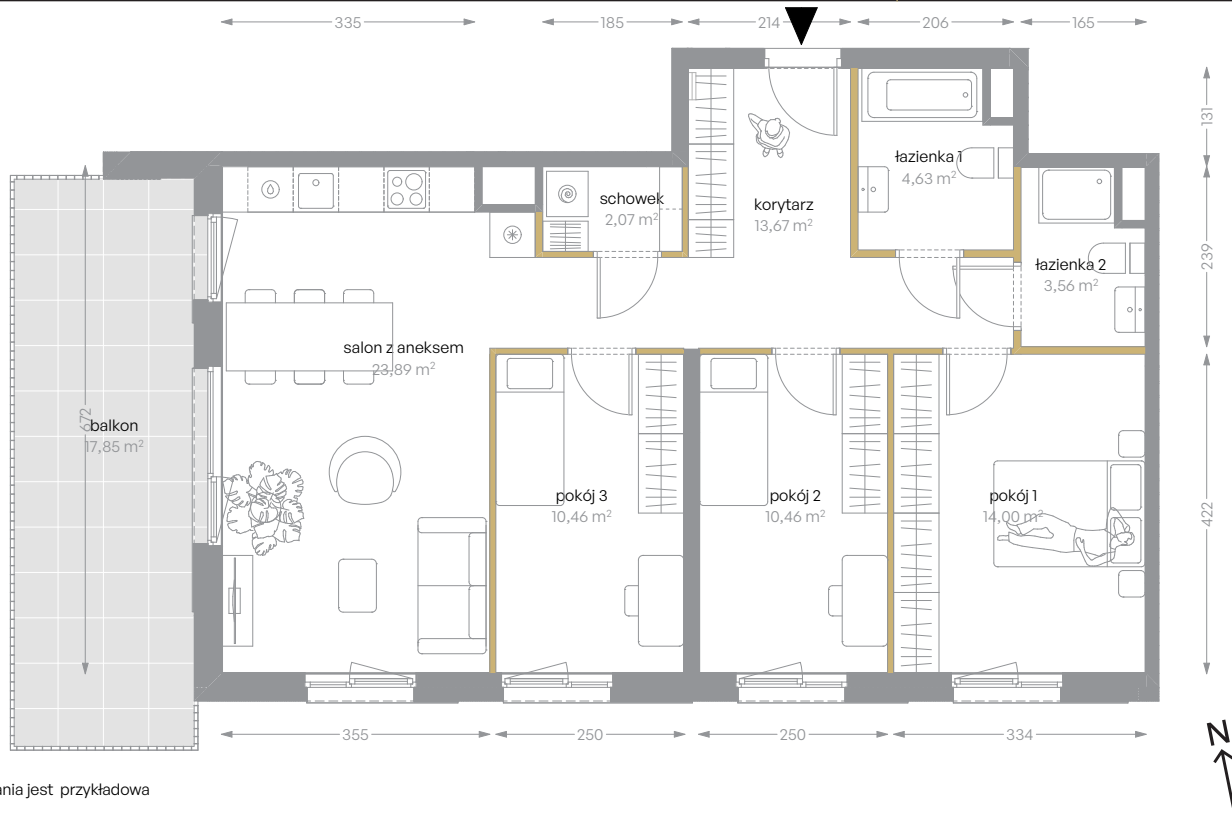 335
185
214
206
165
131
łazienka 1
4,63 m²
schowek
2,07 m²
korytarz
13,67 m²
239
łazienka 2
3,56 m²
salon z aneksem
23,89 m²
672
balkon
17,85 m²
pokój 3
10,46 m²
pokój 2
10,46 m²
pokój 1
14,00 m²
422
355
250
250
334
N
ania jest przykładowa